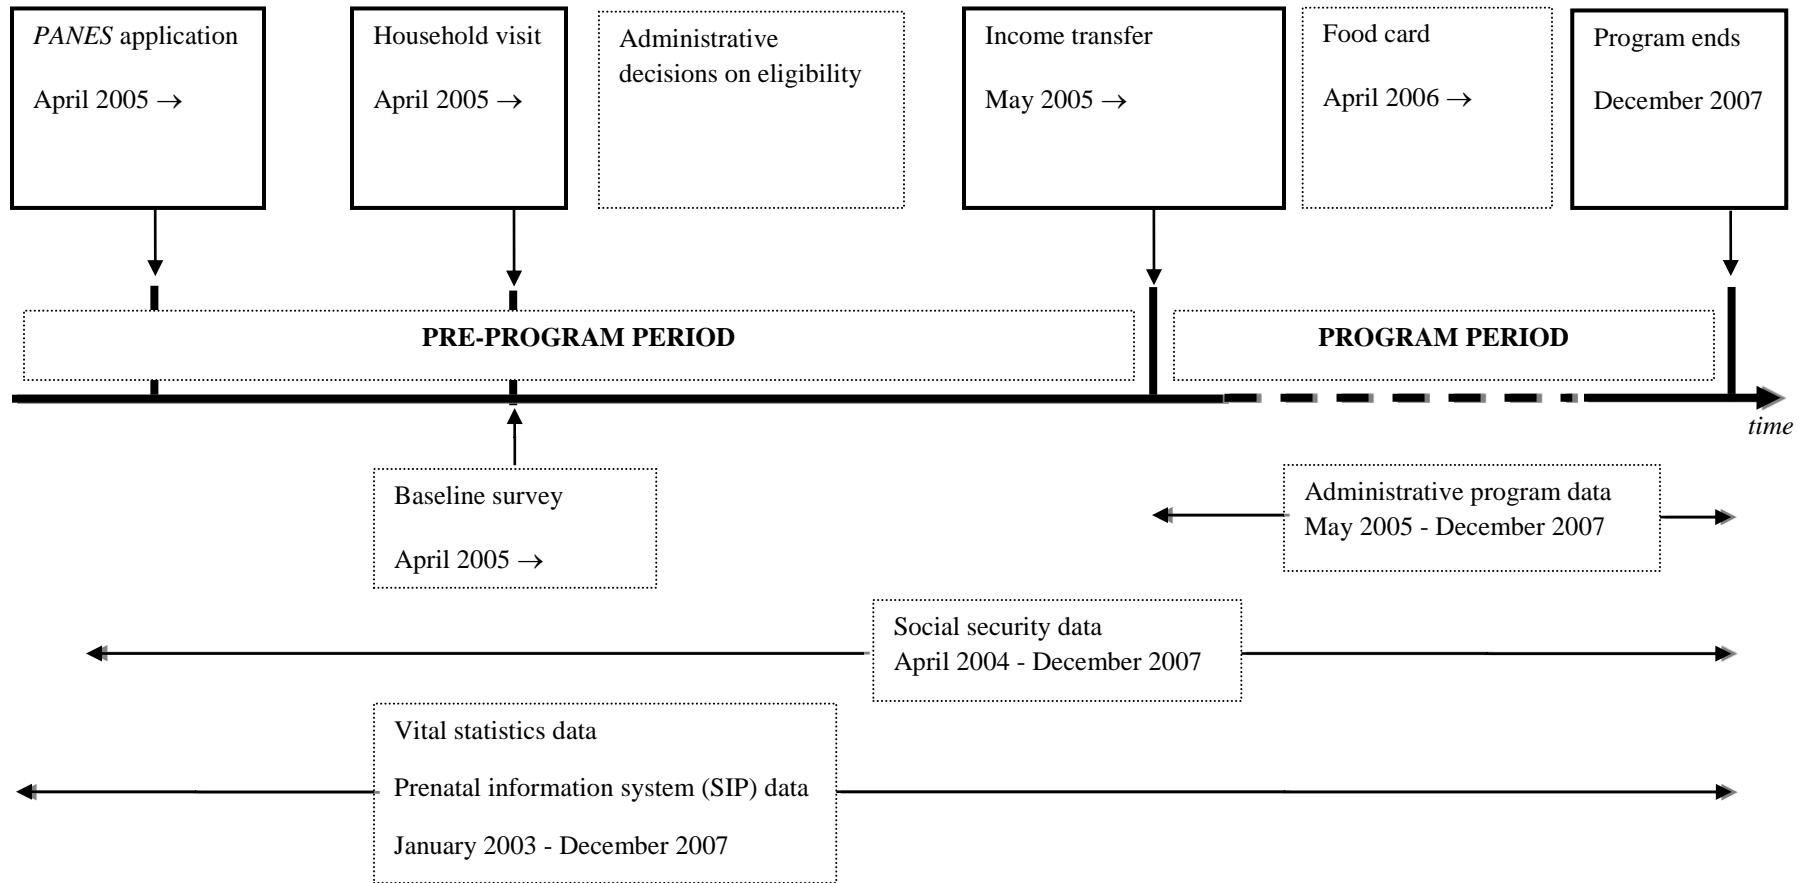 PANES application
April 2005 →
Household visit
April 2005 →
Administrative
decisions on eligibility
Income transfer
May 2005 →
Food card
April 2006 →
Program ends
December 2007
PRE-PROGRAM PERIOD
PROGRAM PERIOD
time
Baseline survey
April 2005 →
Administrative program data
May 2005 - December 2007
Social security data
April 2004 - December 2007
Vital statistics data
Prenatal information system (SIP) data
January 2003 - December 2007